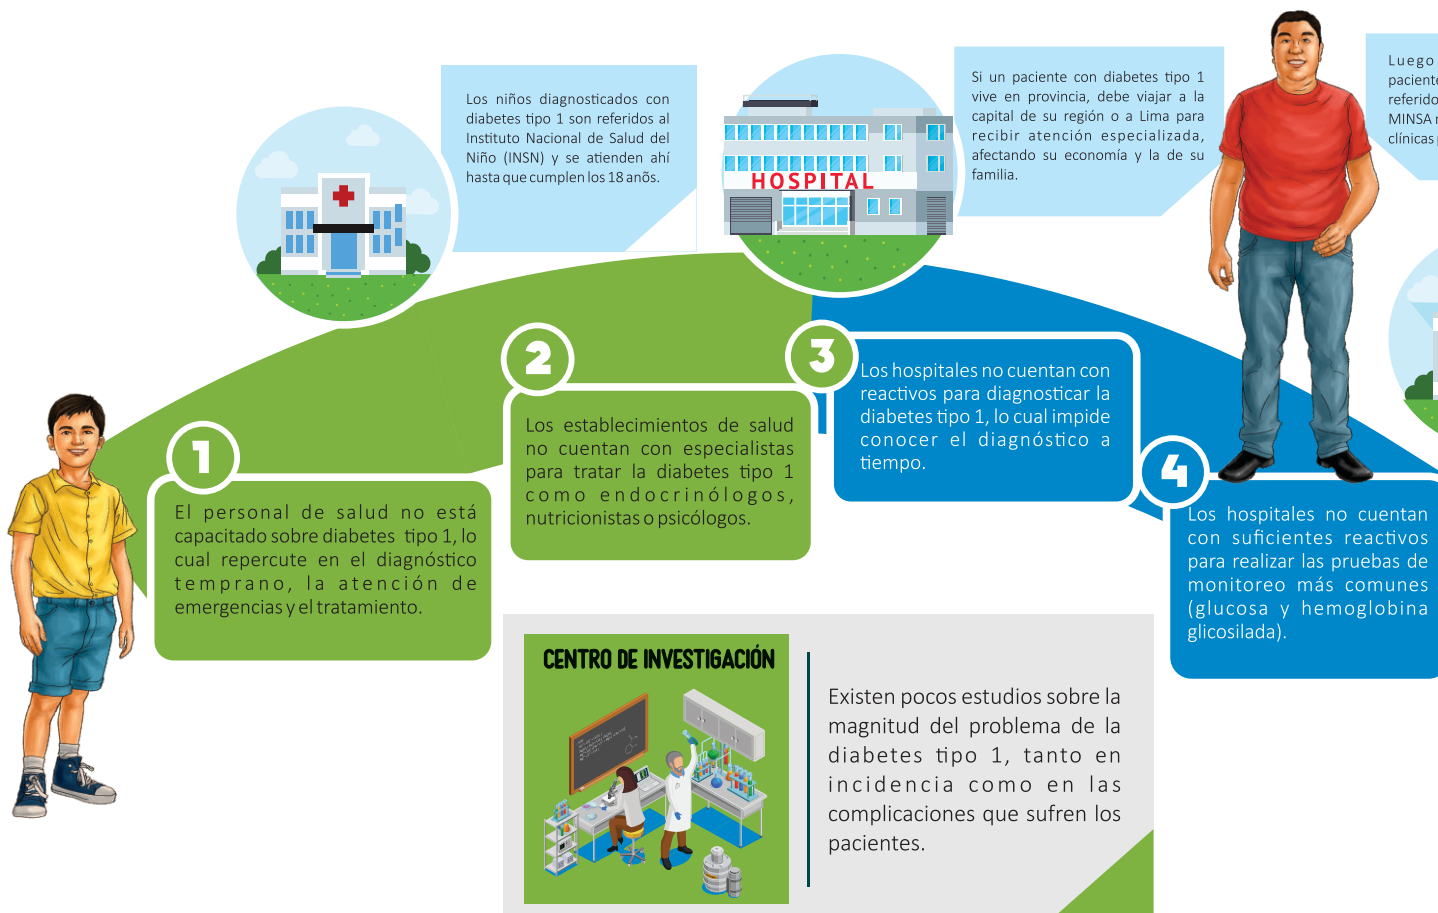 Los niños diagnosticados con
diabetes tipo 1 son referidos al
Instituto Nacional de Salud del
Niño (INSN) y se atienden ahí
hasta que cumplen los 18 anõs.
HOSPITAL
Si un paciente con diabetes tipo 1
vive en provincia, debe viajar a la
capital de su región o a Lima para
recibir atención especializada,
afectando su economía y la de su
familia.
Luego
paciente
referido
MINSA
clínicas
1
El personal de salud no está
capacitado sobre diabetes tipo 1, lo
cual repercute en el diagnóstico
temprano, la atención de
emergencias y el tratamiento.
2
Los establecimientos de salud
no cuentan con especialistas
para tratar la diabetes tipo 1
como endocrinólogos,
nutricionistas o psicólogos.
3
Los hospitales no cuentan con
reactivos para diagnosticar la
diabetes tipo 1, lo cual impide
conocer el diagnóstico a
tiempo.
4
Los hospitales no cuentan
con suficientes reactivos
para realizar las pruebas de
monitoreo más comunes
(glucosa y hemoglobina
glicosilada).
CENTRO DE INVESTIGACIÓN
Existen pocos estudios sobre la
magnitud del problema de la
diabetes tipo 1, tanto en
incidencia como en las
complicaciones que sufren los
pacientes.